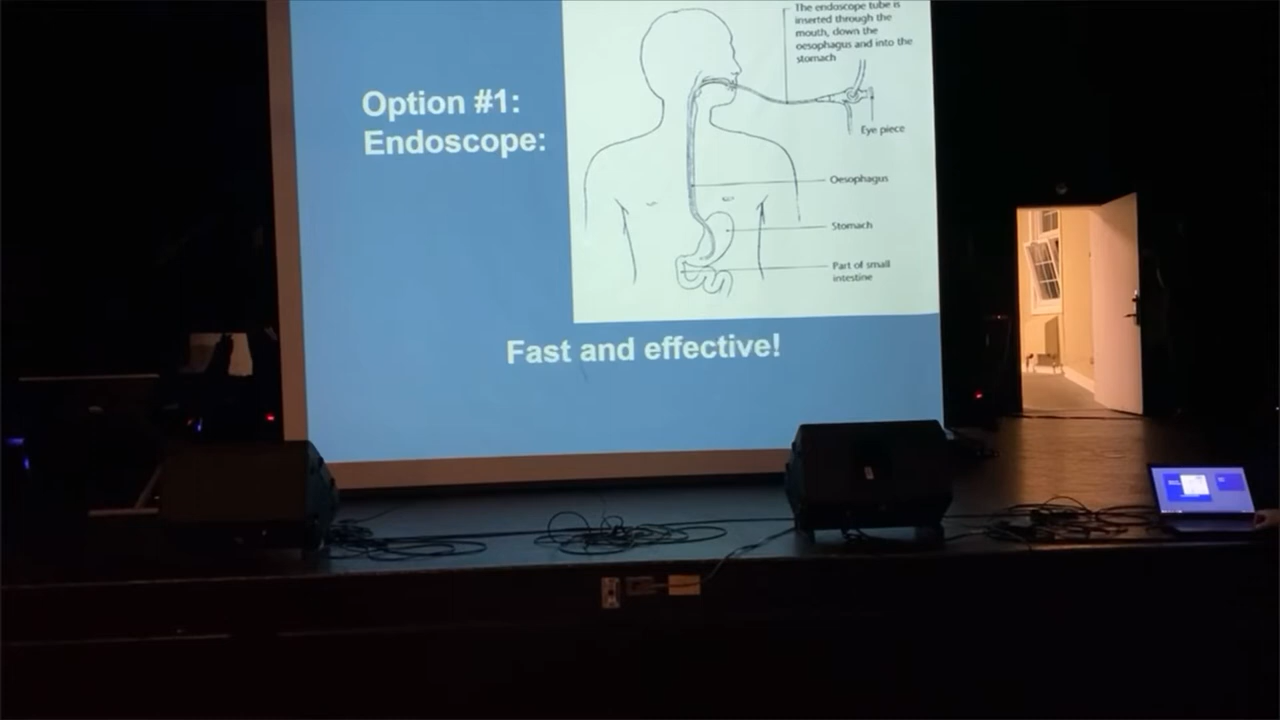 The endoscope tube is
inserted through the
mouth, down the
oesophagus and into the
stomach
Option #1:
Endoscope:
Eye piece
Oesophagus
Stomach
Part of small
intestine
Fast and effective!